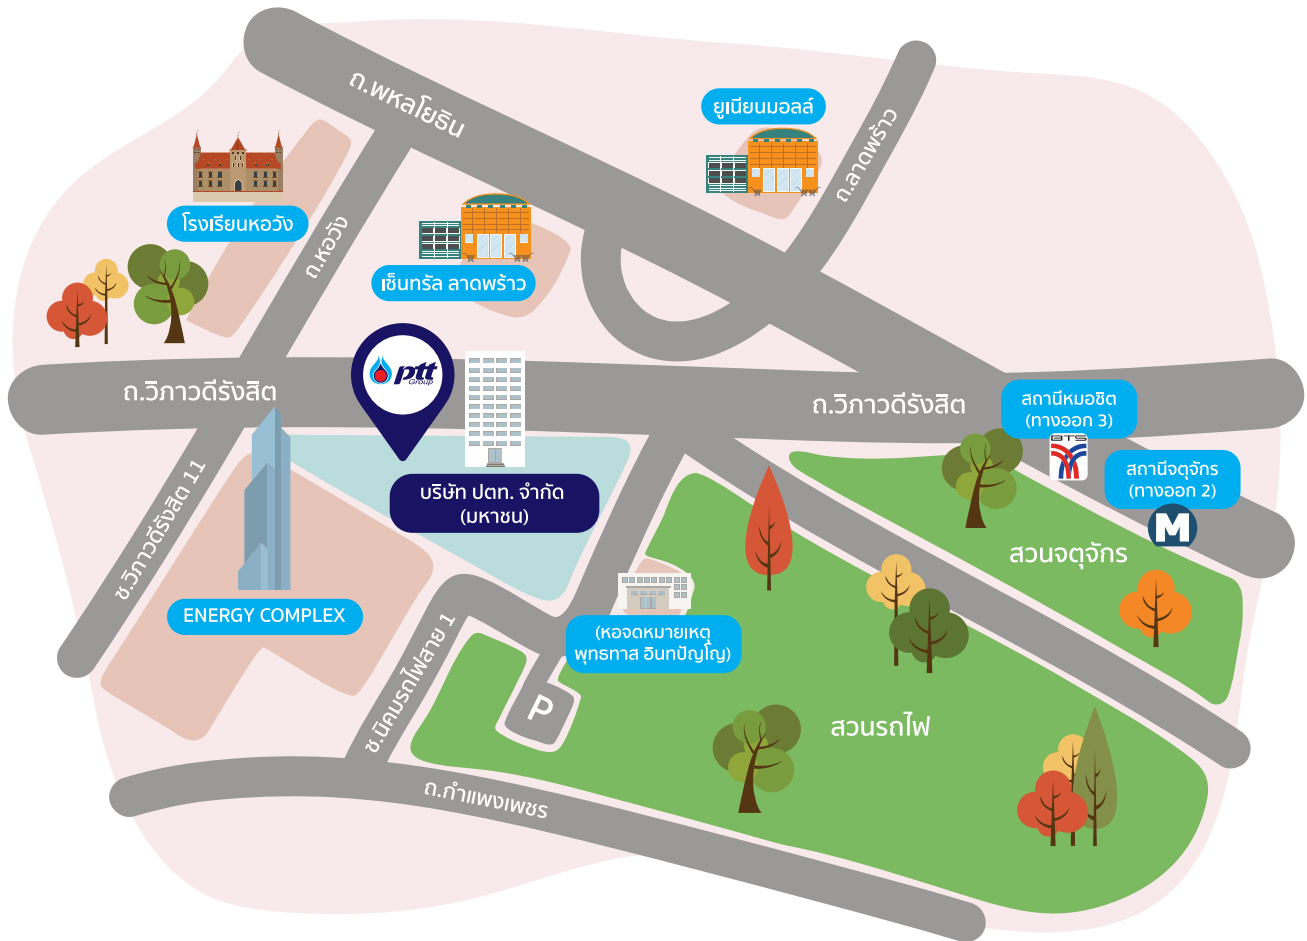 ถ.พหลโยธิน
ยูเนียนมอลล์
ถ.ลาดพร้าว
โรงเรียนหอวัง
ถ.หอวัง
เซ็นทรัล ลาดพร้าว
ptt
Group
ถ.วิภาวดีรังสิต
ถ.วิภาวดีรังสิต
สถานีหมอชิต
(ทางออก 3)
BTS
สถานีจตุจักร
(ทางออก 2)
M
บริษัท ปตท. จำกัด
(มหาชน)
ซ.วิภาวดีรังสิต 11
สวนจตุจักร
ENERGY COMPLEX
(หอจดหมายเหตุ
พุทธทาส อินทปัญโญ)
ซ.นิคมรถไฟสาย 1
P
สวนรถไฟ
ถ.กำแพงเพชร